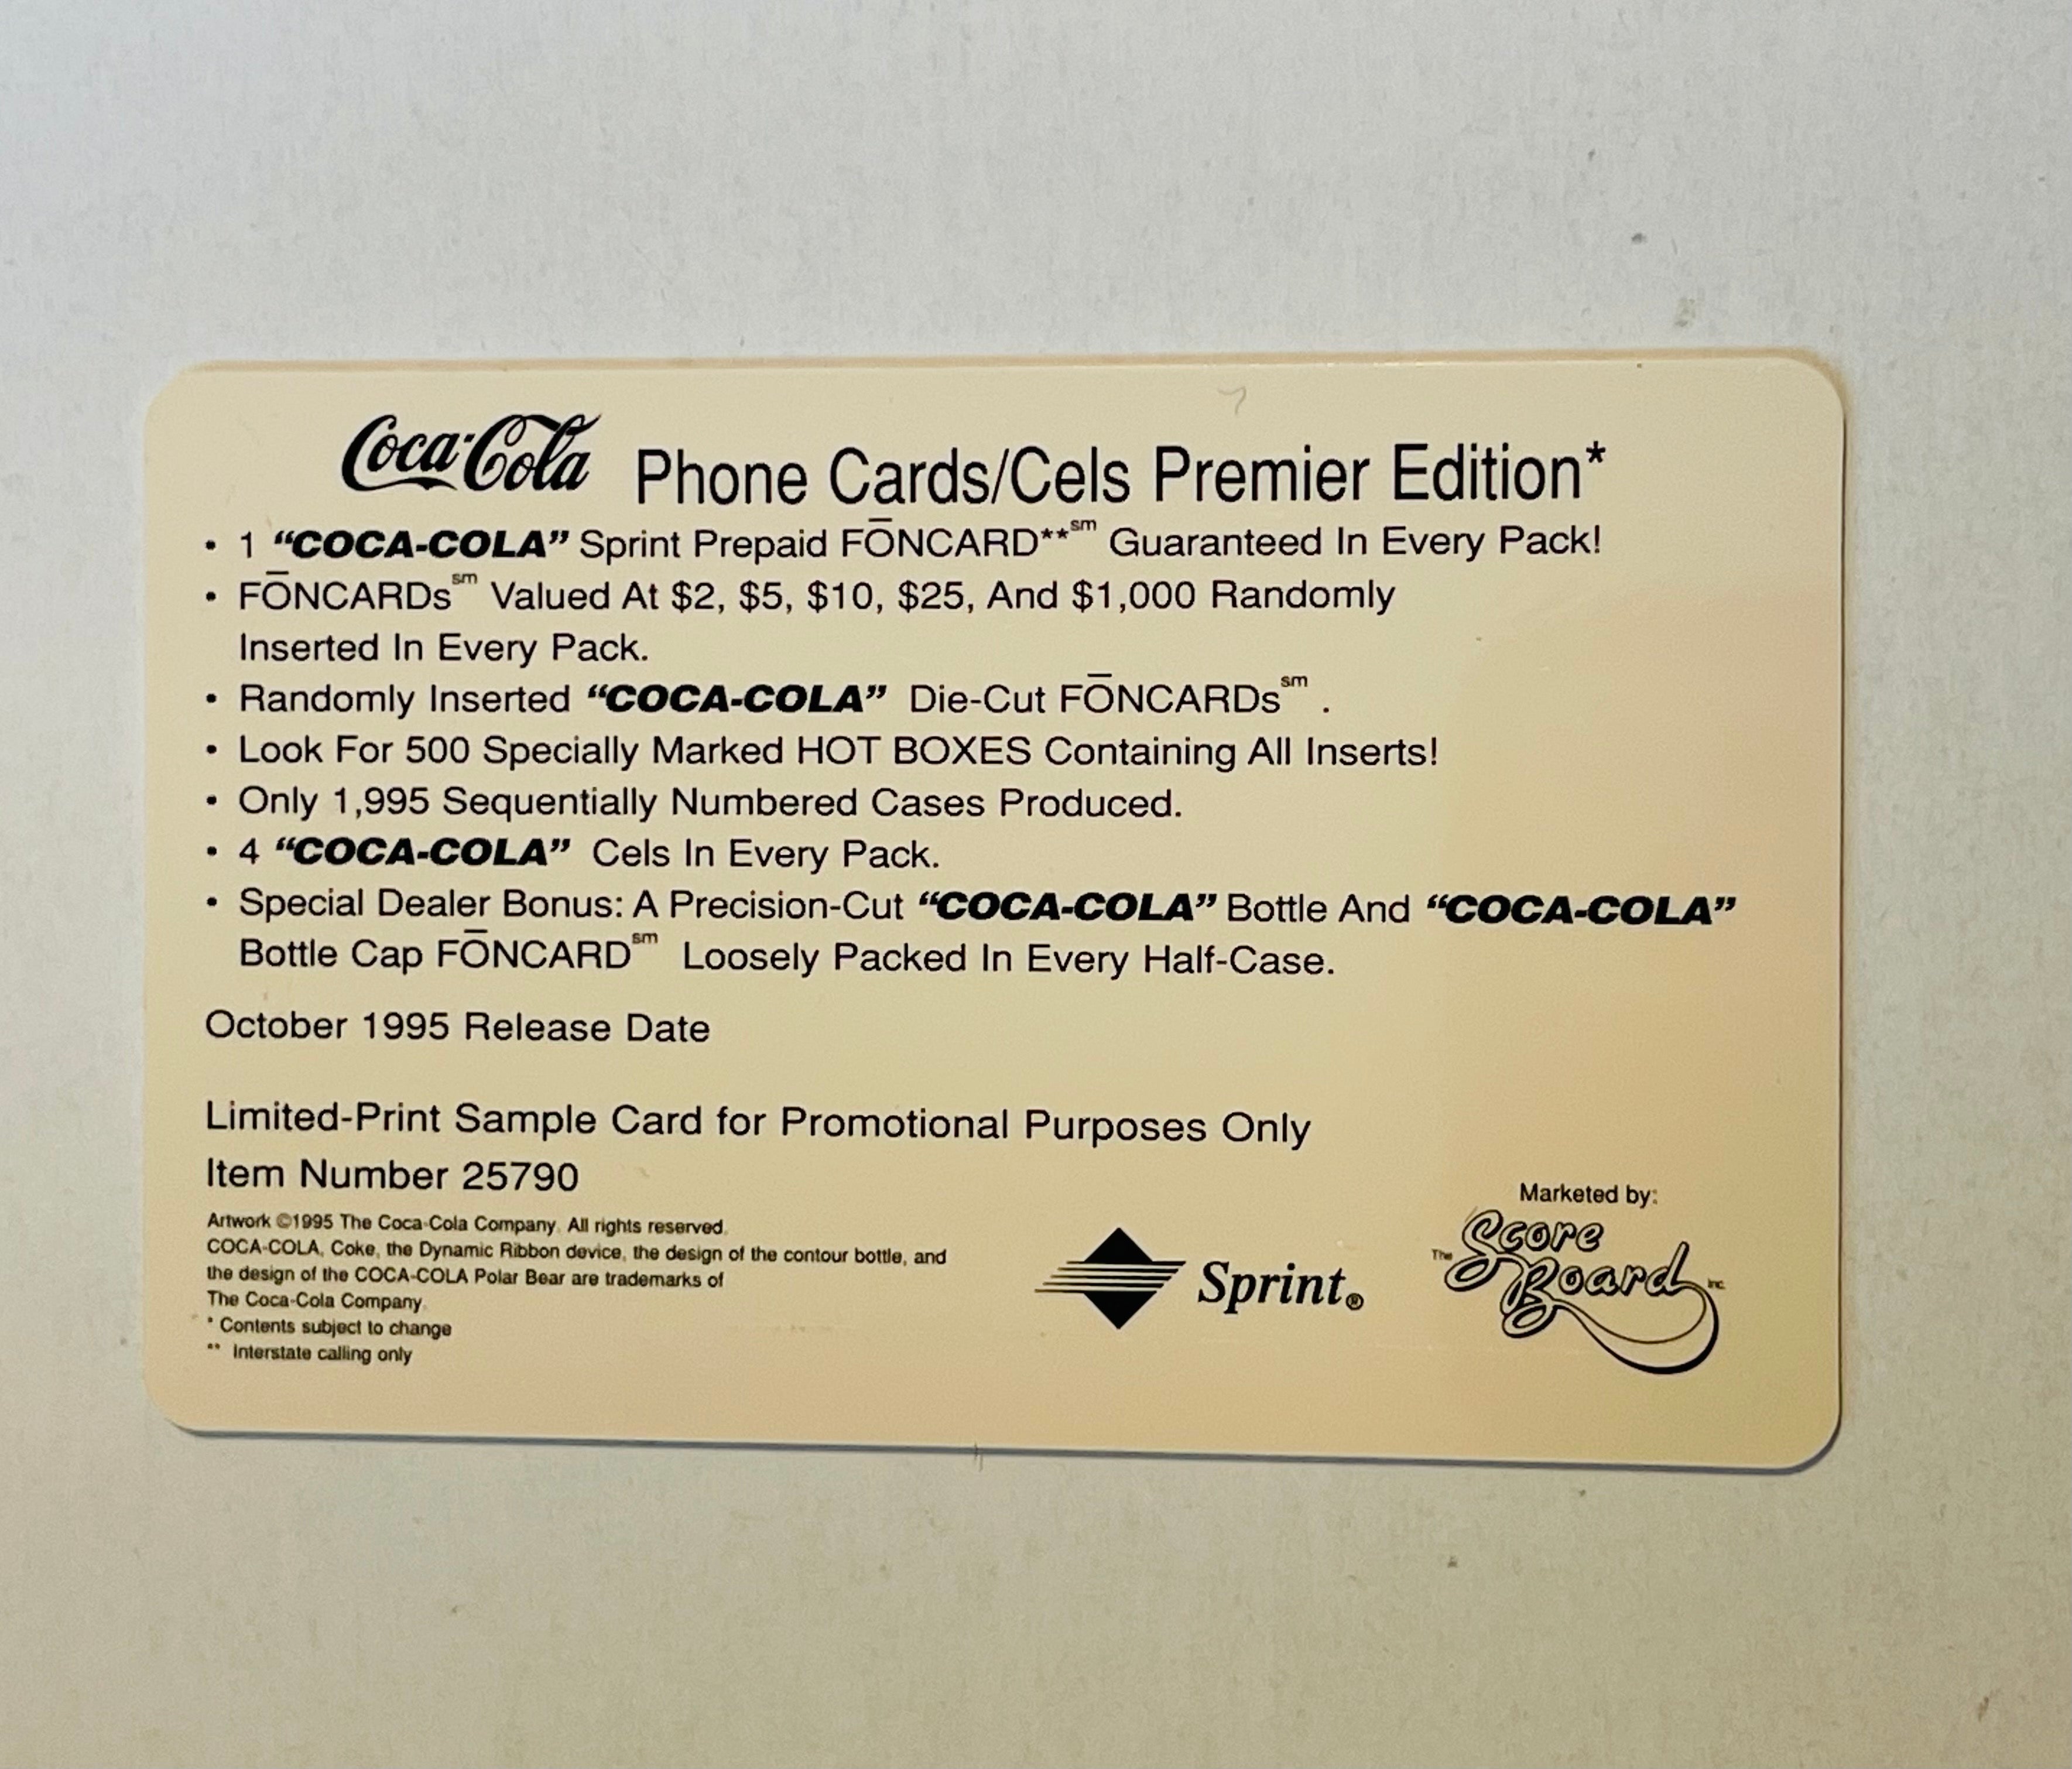 Coca-Cola Phone Cards/Cels Premier Edition*
• 1 “COCA-COLA” Sprint Prepaid FŌNCARD**℠ Guaranteed In Every Pack!
• FŌNCARDs℠ Valued At $2, $5, $10, $25, And $1,000 Randomly
Inserted In Every Pack.
• Randomly Inserted “COCA-COLA” Die-Cut FŌNCARDs℠ .
• Look For 500 Specially Marked HOT BOXES Containing All Inserts!
• Only 1,995 Sequentially Numbered Cases Produced.
• 4 “COCA-COLA” Cels In Every Pack.
• Special Dealer Bonus: A Precision-Cut “COCA-COLA” Bottle And “COCA-COLA”
Bottle Cap FŌNCARD℠ Loosely Packed In Every Half-Case.
October 1995 Release Date
Limited-Print Sample Card for Promotional Purposes Only
Item Number 25790
Artwork ©1995 The Coca-Cola Company. All rights reserved.
COCA-COLA, Coke, the Dynamic Ribbon device, the design of the contour bottle, and
the design of the COCA-COLA Polar Bear are trademarks of
The Coca-Cola Company.
* Contents subject to change
** Interstate calling only
Sprint®
Marketed by:
The Score
Board Inc.